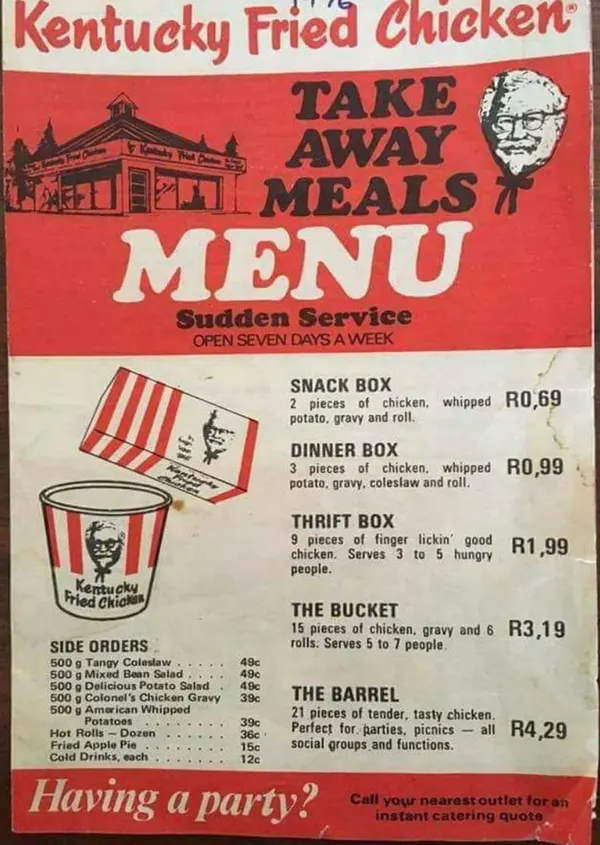 1976
Kentucky Fried Chicken®
TAKE
AWAY
MEALS
Kentucky Fried Chicken
MENU
Sudden Service
OPEN SEVEN DAYS A WEEK
SNACK BOX
2 pieces of chicken, whipped R0,69
potato, gravy and roll.
DINNER BOX
3 pieces of chicken, whipped R0,99
potato, gravy, coleslaw and roll.
THRIFT BOX
9 pieces of finger lickin' good
chicken. Serves 3 to 5 hungry R1,99
people.
THE BUCKET
15 pieces of chicken, gravy and 6 R3,19
rolls. Serves 5 to 7 people
THE BARREL
21 pieces of tender, tasty chicken.
Perfect for parties, picnics — all R4,29
social groups and functions.
Kentucky
Fried Chicken
Kentucky
Fried Chicken
SIDE ORDERS
500 g Tangy Coleslaw . . . . . 49c
500 g Mixed Bean Salad . . . . 49c
500 g Delicious Potato Salad . 49c
500 g Colonel's Chicken Gravy 39c
500 g American Whipped
Potatoes . . . . . . . . 39c
Hot Rolls — Dozen . . . . . 36c
Fried Apple Pie . . . . . . . 15c
Cold Drinks, each . . . . . . 12c
Having a party?
Call your nearest outlet for an
instant catering quote